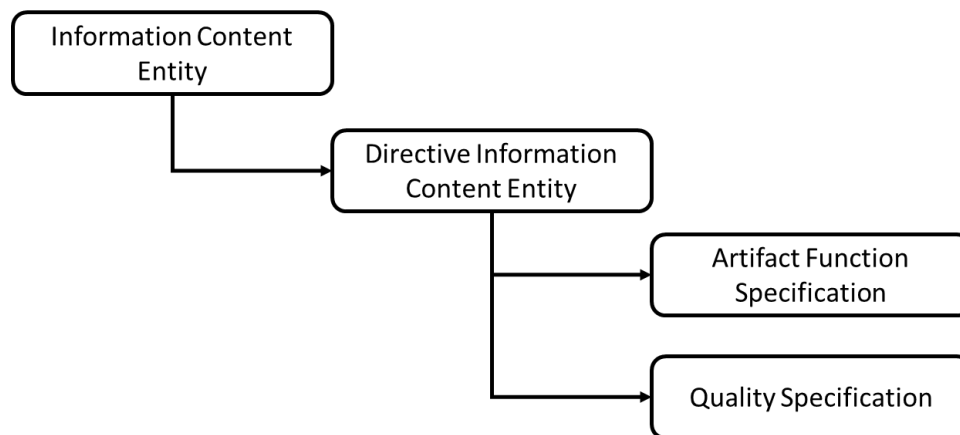 Information Content
Entity
Directive Information
Content Entity
Artifact Function
Specification
Quality Specification